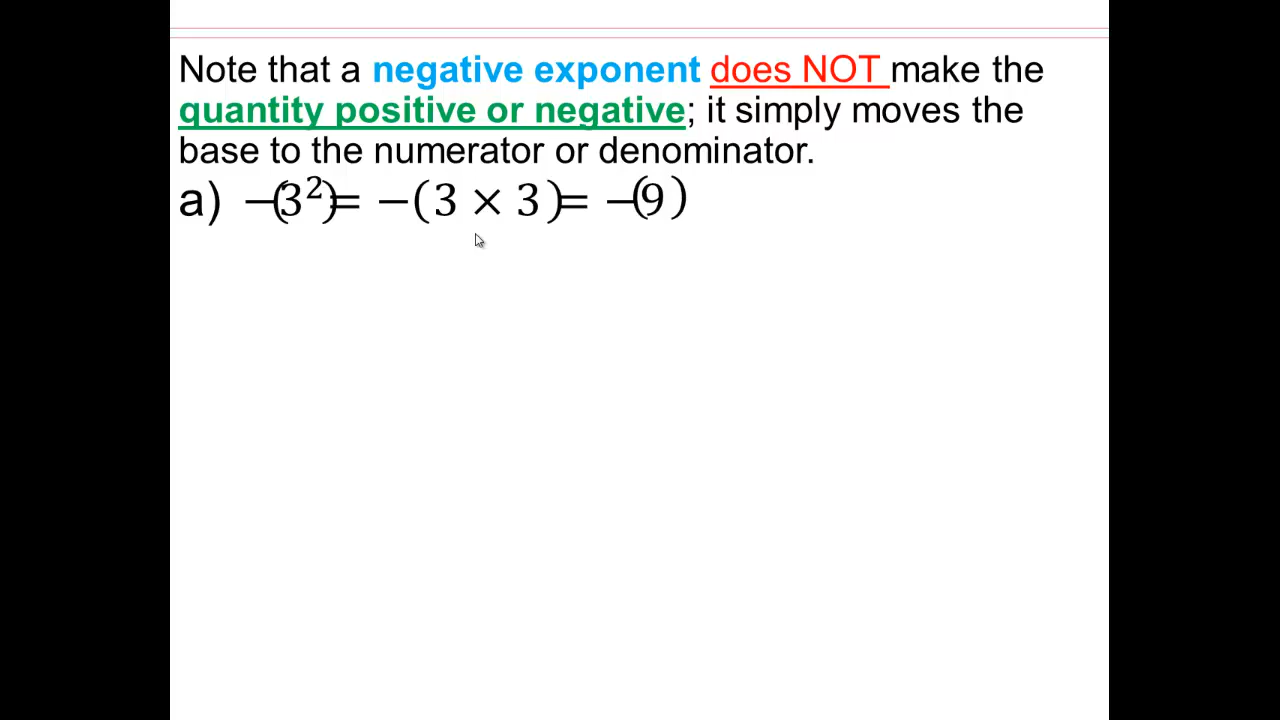 Note that a negative exponent does NOT make the
quantity positive or negative; it simply moves the
base to the numerator or denominator.
a) −(3²)= −(3 × 3)= −(9)